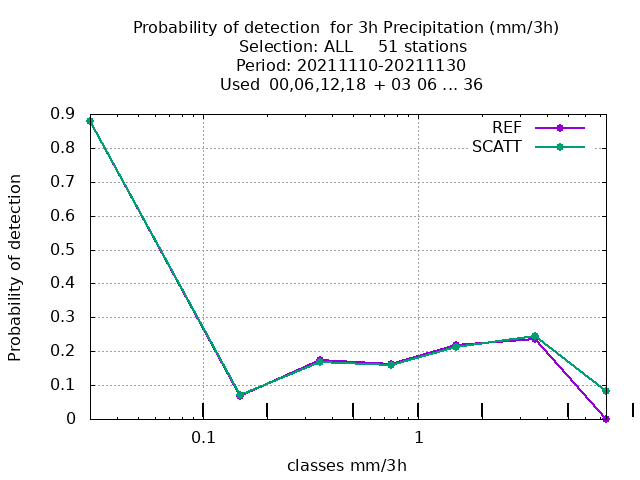 Probability of detection  for 3h Precipitation (mm/3h)
Selection: ALL     51 stations
Period: 20211110-20211130
Used  00,06,12,18  + 03 06 ... 36
REF
SCATT
Probability of detection
0.9
0.8
0.7
0.6
0.5
0.4
0.3
0.2
0.1
0
0.1
1
classes mm/3h